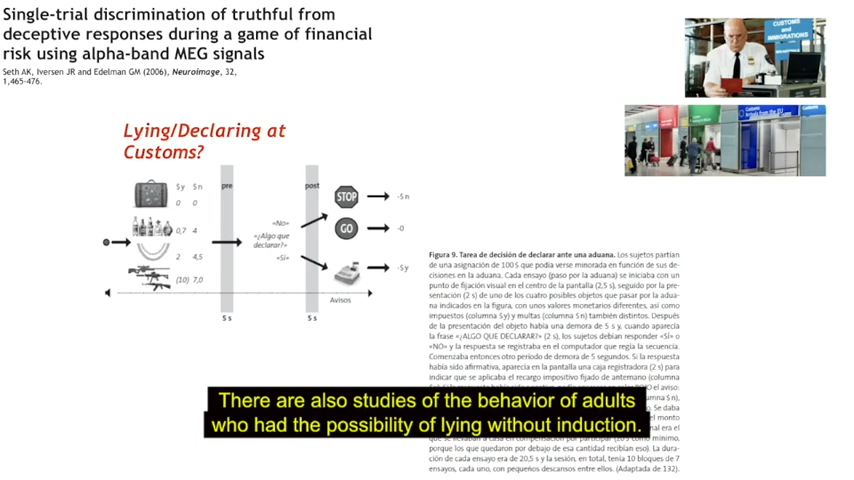 Single-trial discrimination of truthful from
deceptive responses during a game of financial
risk using alpha-band MEG signals
Seth AK, Iversen JR and Edelman GM (2006), Neuroimage, 32,
1,465-476.
CUSTOMS
Lying/Declaring at
Customs?
$y $n pre post
0 0
0,7 4
2 4,5
(10) 7,0
«No»
«¿Algo que
declarar?»
«Sí»
STOP -$n
GO -0
-$y
Avisos
5 s 5 s
Figura 9. Tarea de decisión de declarar ante una aduana. Los sujetos partían
de una asignación de 100 $ que podía verse minorada en función de sus de-
cisiones en la aduana. Cada ensayo (paso por la aduana) se iniciaba con un
punto de fijación visual en el centro de la pantalla (2,5 s), seguido por la pre-
sentación (2 s) de uno de los cuatro posibles objetos que pasar por la adua-
na indicados en la figura, con unos valores monetarios diferentes, así como
impuestos (columna $y) y multas (columna $n) también distintos. Después
de la presentación del objeto había una demora de 5 s y, cuando aparecía
la frase «¿ALGO QUE DECLARAR?» (2 s), los sujetos debían responder «SÍ» o
«NO» y la respuesta se registraba en el computador que regía la secuencia.
Comenzaba entonces otro período de demora de 5 segundos. Si la respuesta
había sido afirmativa, aparecía en la pantalla una caja registradora (2 s) para
indicar que se aplicaba el recargo impositivo fijado de antemano (columna
el aviso:
$n),
Se daba
el monto
era el
mínimo,
porque los que quedaron por debajo de esa cantidad recibían eso). La dura-
ción de cada ensayo era de 20,5 s y la sesión, en total, tenía 10 bloques de 7
ensayos, cada uno, con pequeños descansos entre ellos. (Adaptada de 132).
There are also studies of the behavior of adults
who had the possibility of lying without induction.